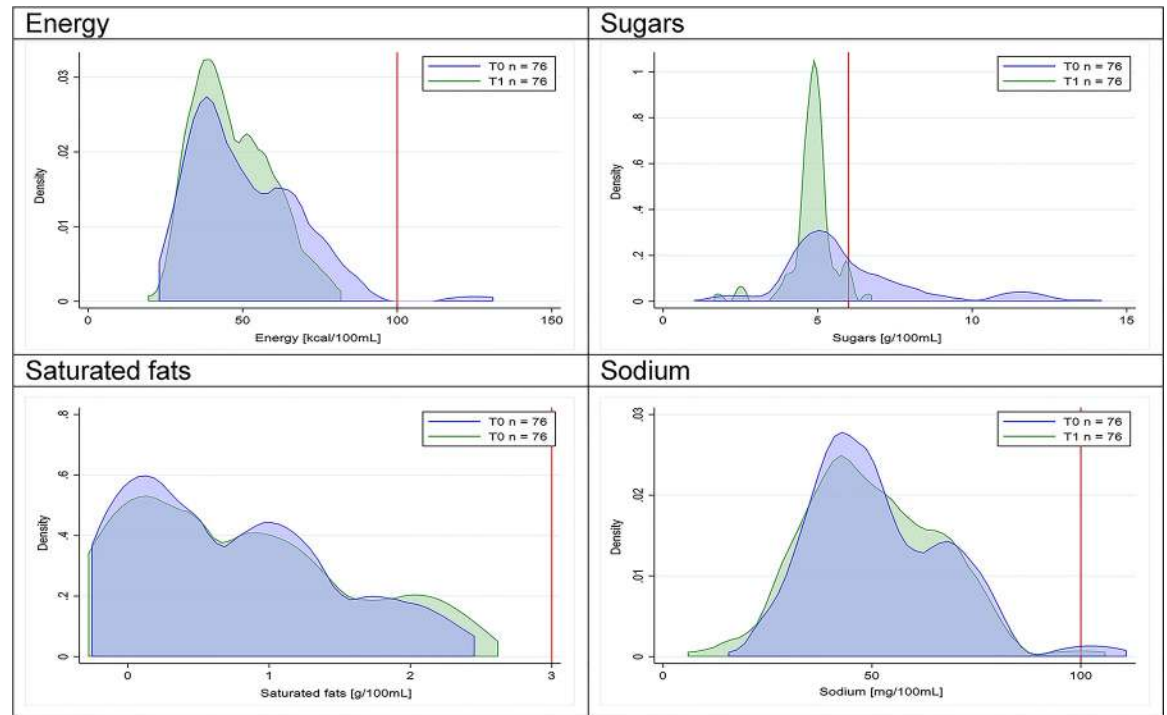 Energy
T0 n = 76
T1 n = 76
Density
0
.01
.02
.03
0
50
100
150
Energy [kcal/100mL]
Sugars
T0 n = 76
T1 n = 76
Density
0
.2
.4
.6
.8
1
0
5
10
15
Sugars [g/100mL]
Saturated fats
T0 n = 76
T0 n = 76
Density
0
.2
.4
.6
.8
0
1
2
3
Saturated fats [g/100mL]
Sodium
T0 n = 76
T1 n = 76
Density
0
.01
.02
.03
0
50
100
Sodium [mg/100mL]